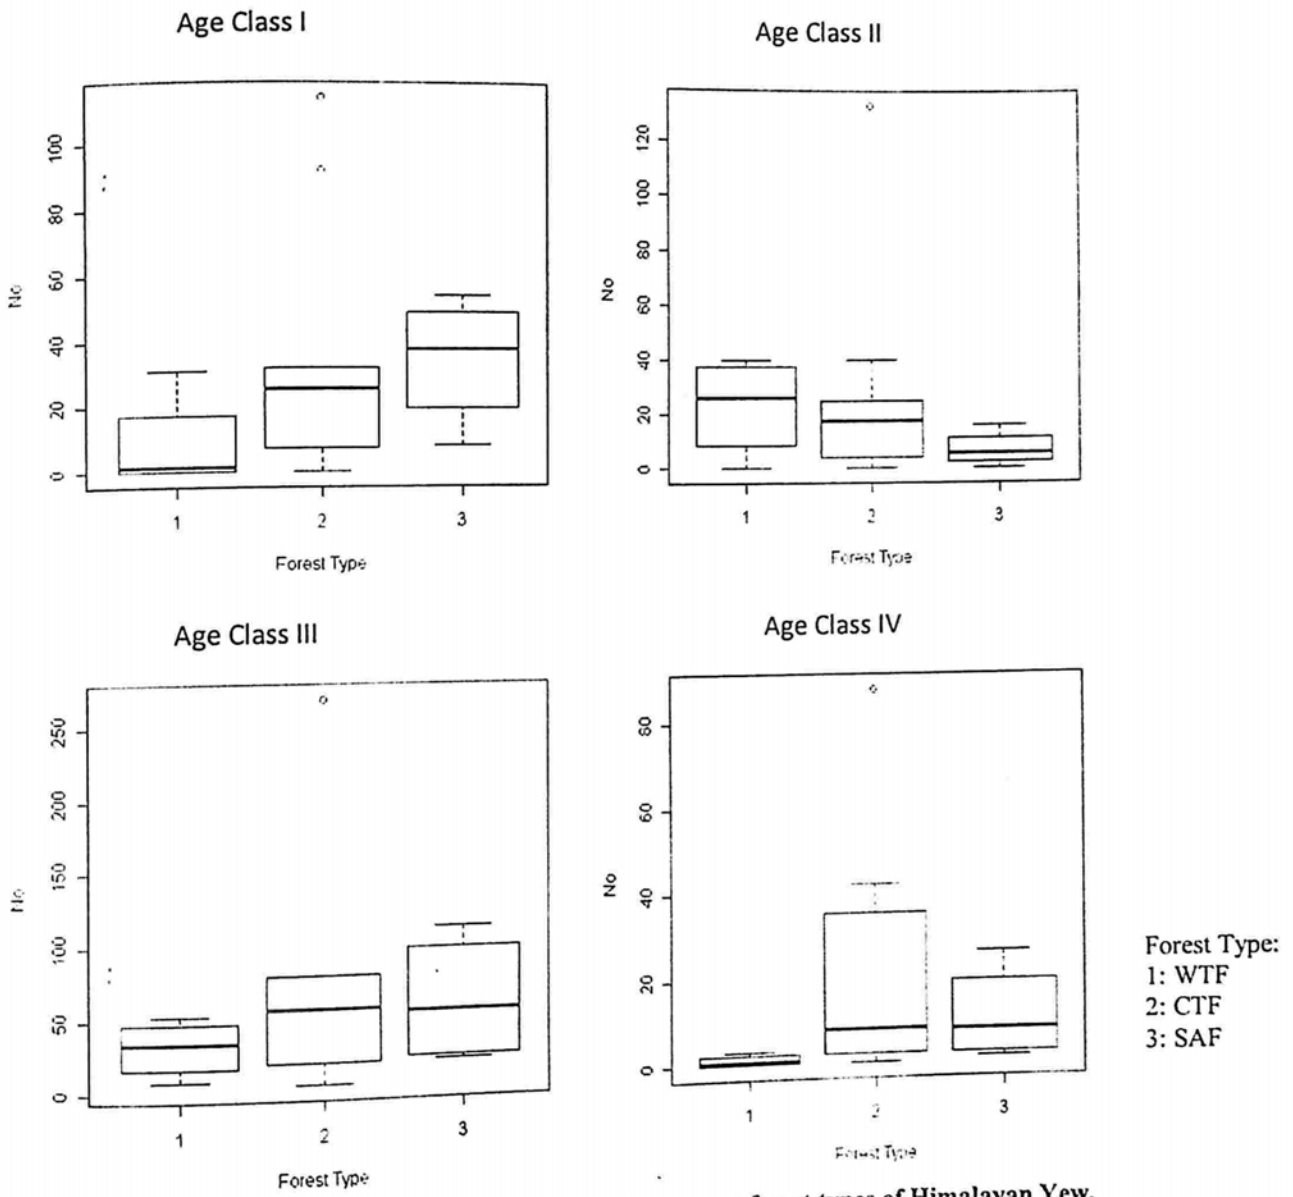 Age Class I
No
0 20 40 60 80 100
1 2 3
Forest Type
Age Class II
No
0 20 40 60 80 100 120
1 2 3
Forest Type
Age Class III
No
0 50 100 150 200 250
1 2 3
Forest Type
Age Class IV
No
0 20 40 60 80
1 2 3
Forest Type
Forest Type:
1: WTF
2: CTF
3: SAF
types of Himalayan Yew.